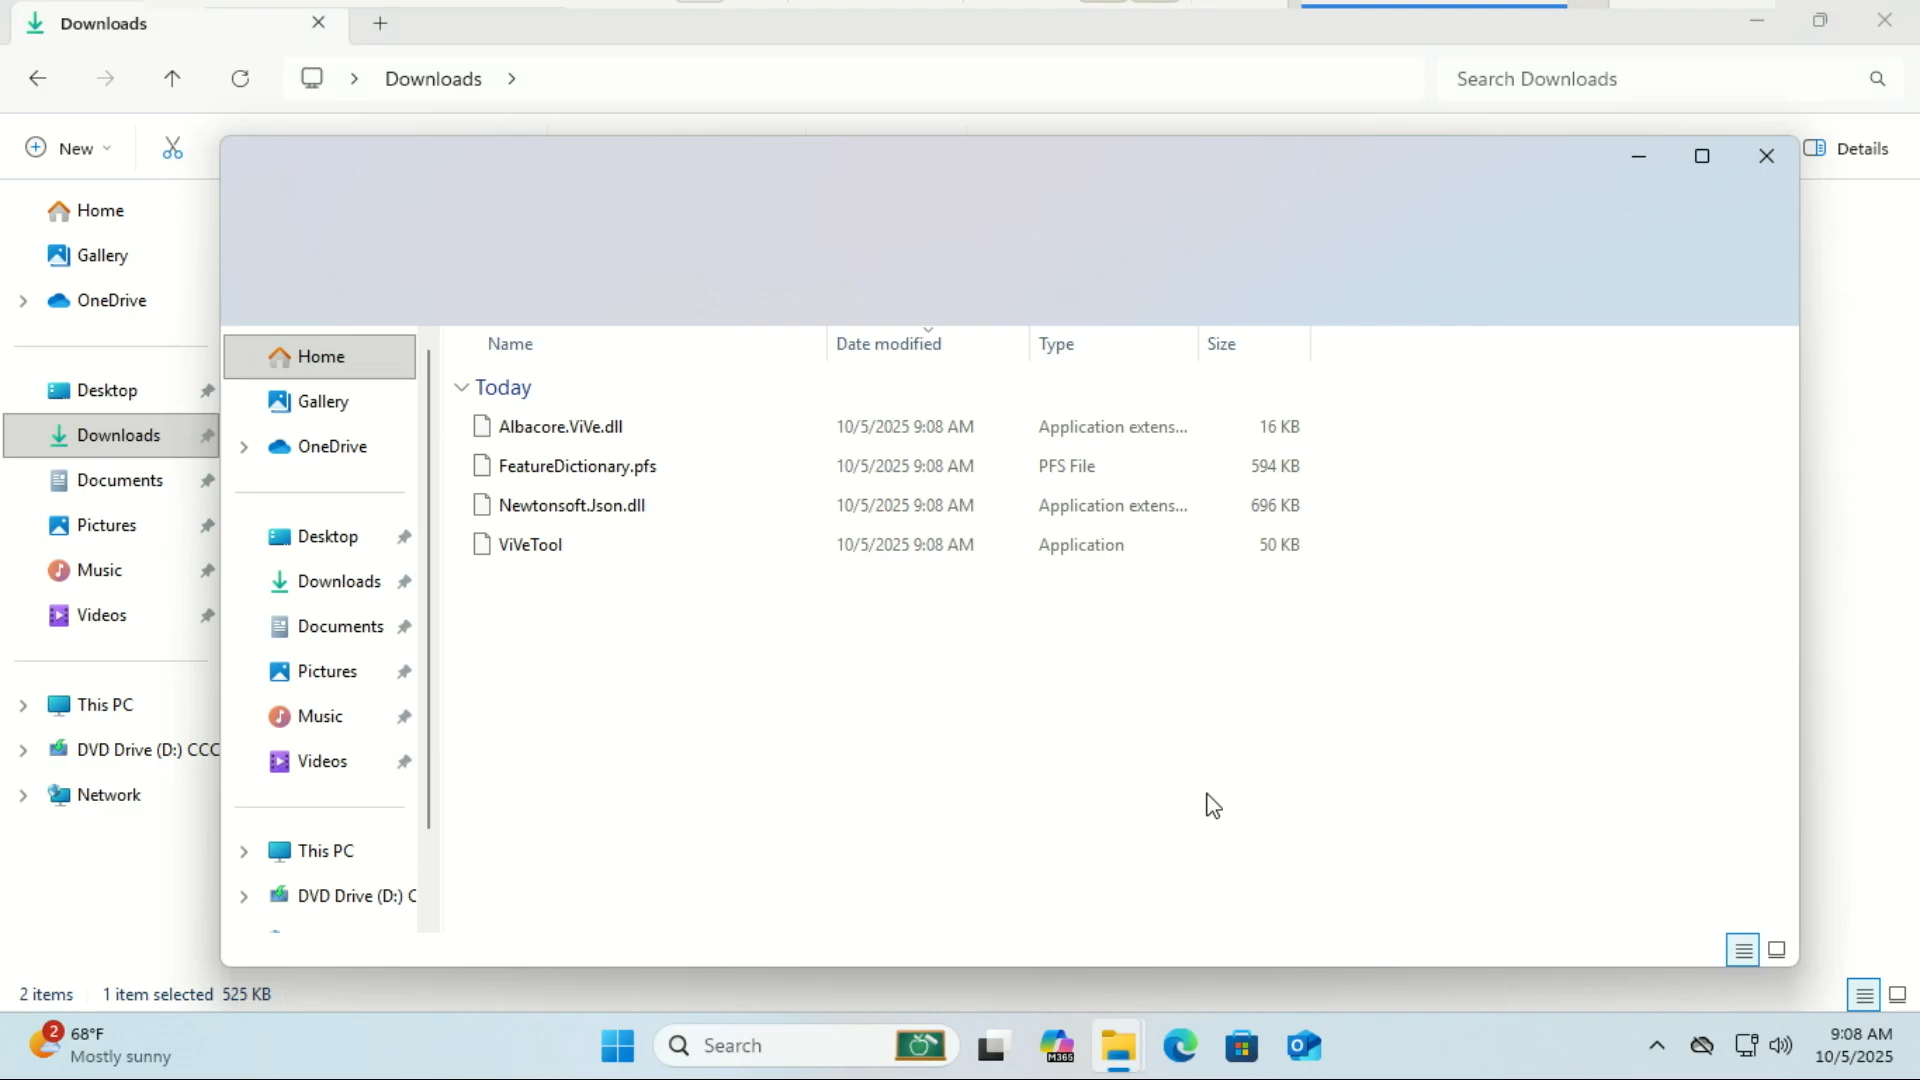 Downloads
Downloads
Search Downloads
New
Details
Home
Gallery
OneDrive
Desktop
Downloads
Documents
Pictures
Music
Videos
This PC
DVD Drive (D:) CCC
Network
Home
Gallery
OneDrive
Desktop
Downloads
Documents
Pictures
Music
Videos
This PC
DVD Drive (D:) C
Name Date modified Type Size
Today
Albacore.ViVe.dll 10/5/2025 9:08 AM Application extens... 16 KB
FeatureDictionary.pfs 10/5/2025 9:08 AM PFS File 594 KB
Newtonsoft.Json.dll 10/5/2025 9:08 AM Application extens... 696 KB
ViVeTool 10/5/2025 9:08 AM Application 50 KB
2 items 1 item selected 525 KB
2
68°F
Mostly sunny
Search
M365
9:08 AM
10/5/2025